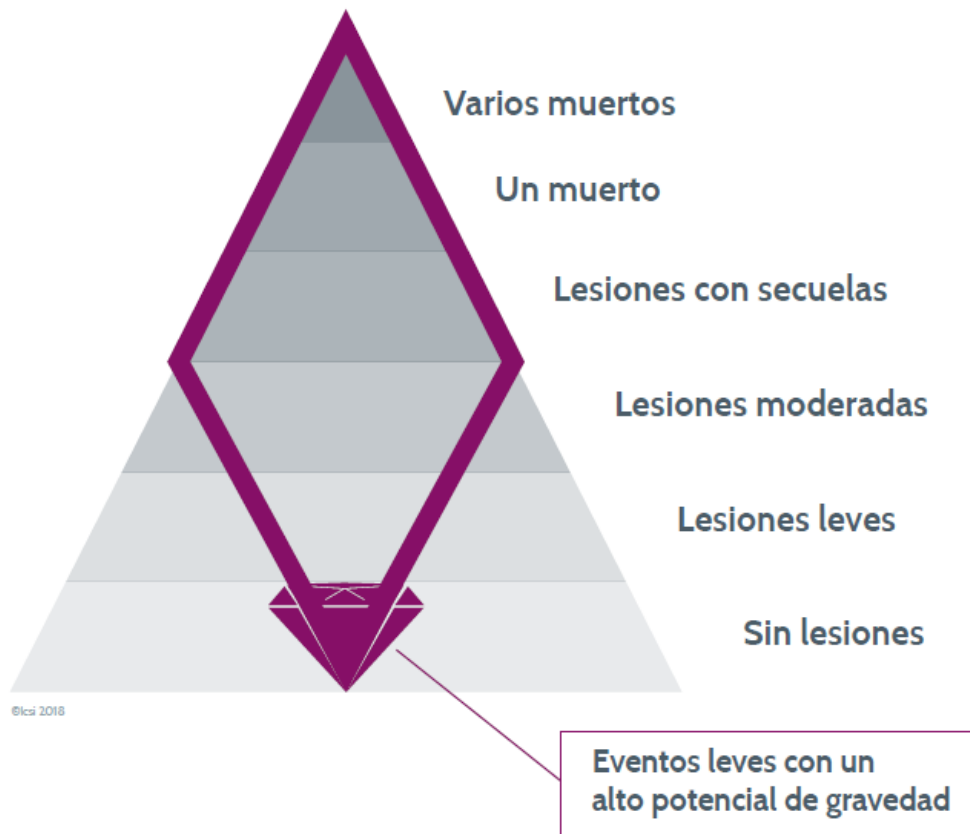 Varios muertos
Un muerto
Lesiones con secuelas
Lesiones moderadas
Lesiones leves
Sin lesiones
©Icsi 2018
Eventos leves con un
alto potencial de gravedad